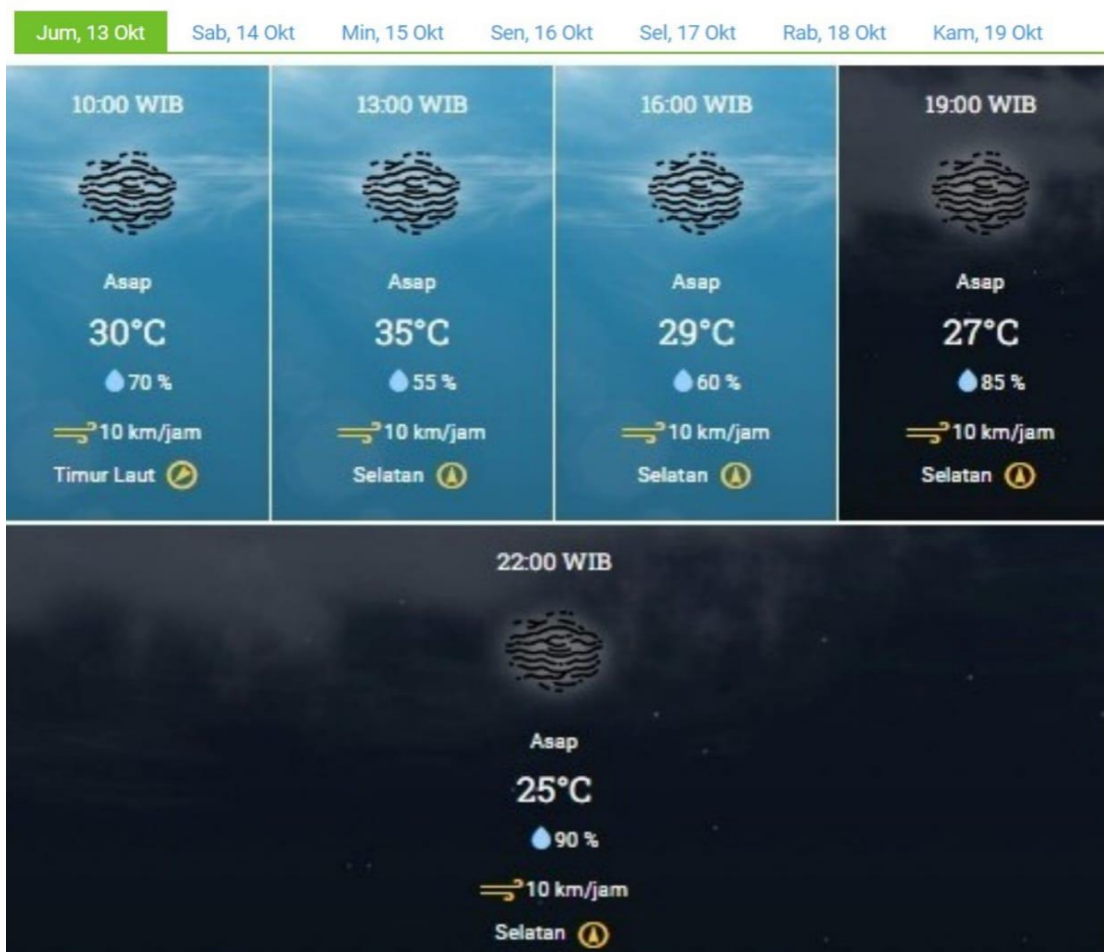 Jum, 13 Okt
Sab, 14 Okt
Min, 15 Okt
Sen, 16 Okt
Sel, 17 Okt
Rab, 18 Okt
Kam, 19 Okt
10:00 WIB
Asap
30°C
70 %
10 km/jam
Timur Laut
13:00 WIB
Asap
35°C
55 %
10 km/jam
Selatan
16:00 WIB
Asap
29°C
60 %
10 km/jam
Selatan
19:00 WIB
Asap
27°C
85 %
10 km/jam
Selatan
22:00 WIB
Asap
25°C
90 %
10 km/jam
Selatan